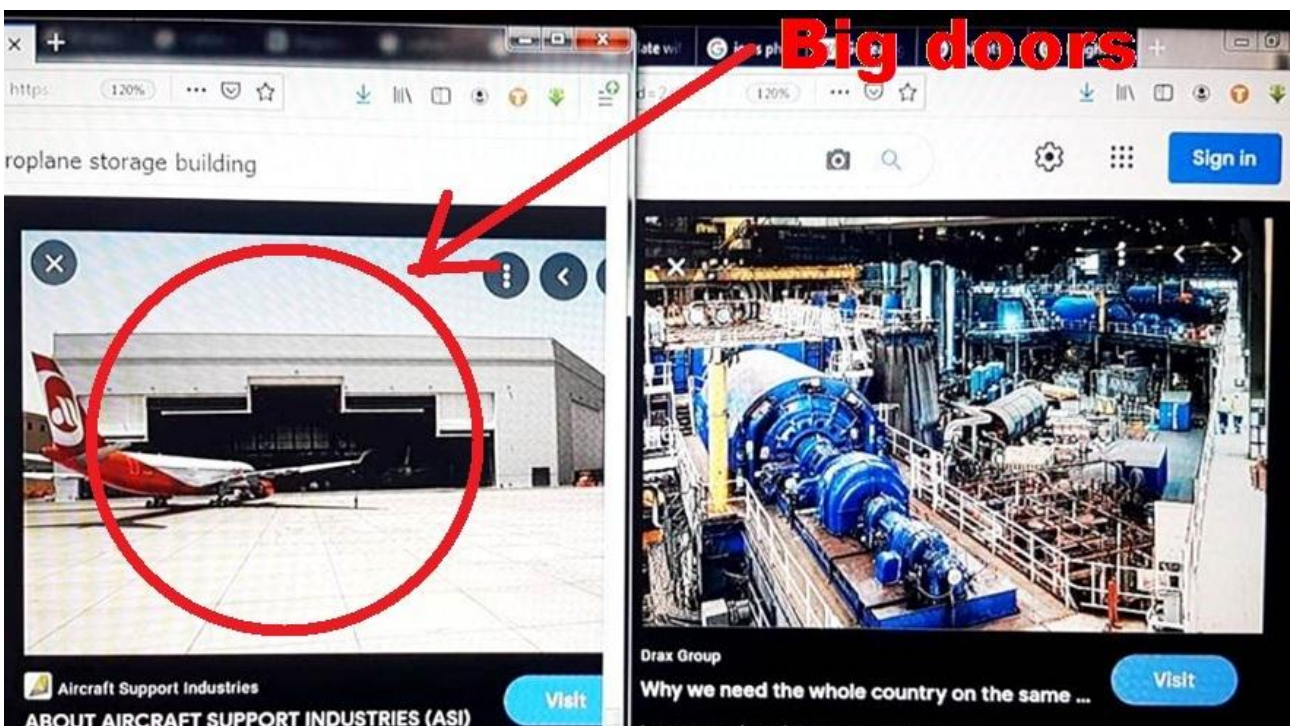 Big doors
https
120%
120%
roplane storage building
Sign in
Aircraft Support Industries
Visit
ABOUT AIRCRAFT SUPPORT INDUSTRIES (ASI)
Drax Group
Why we need the whole country on the same ...
Visit